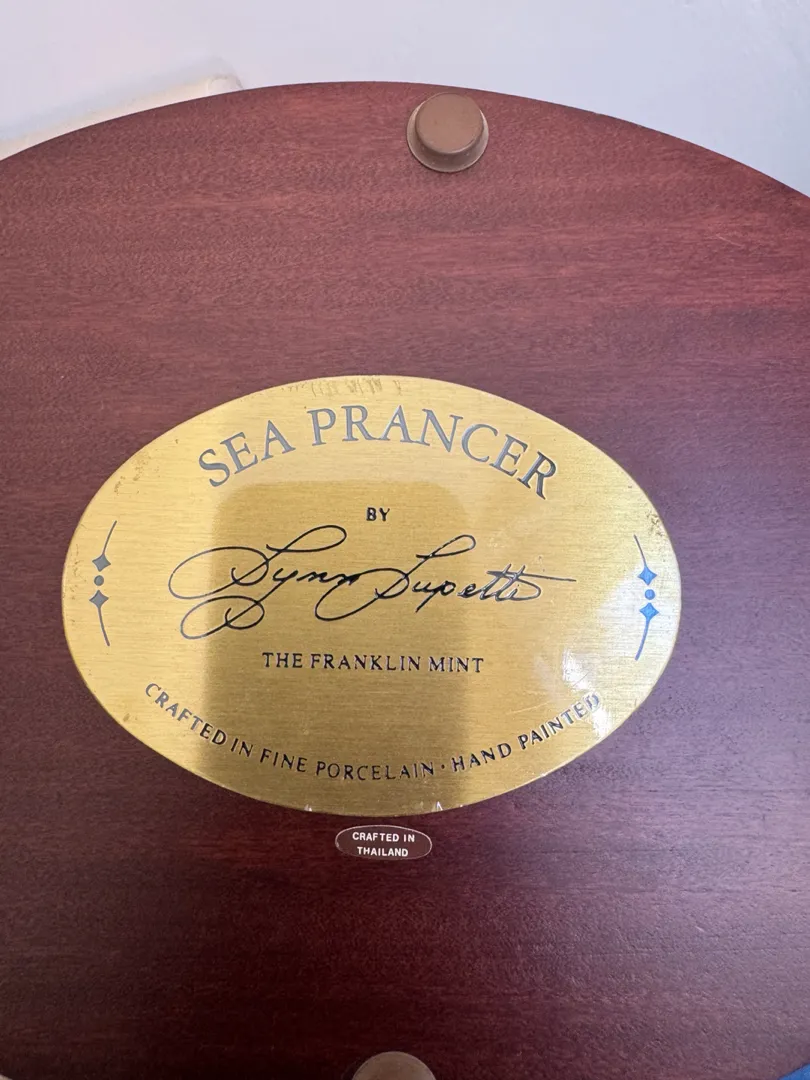 SEA PRANCER
BY
Lynn Lupetti
THE FRANKLIN MINT
CRAFTED IN FINE PORCELAIN · HAND PAINTED
CRAFTED IN
THAILAND